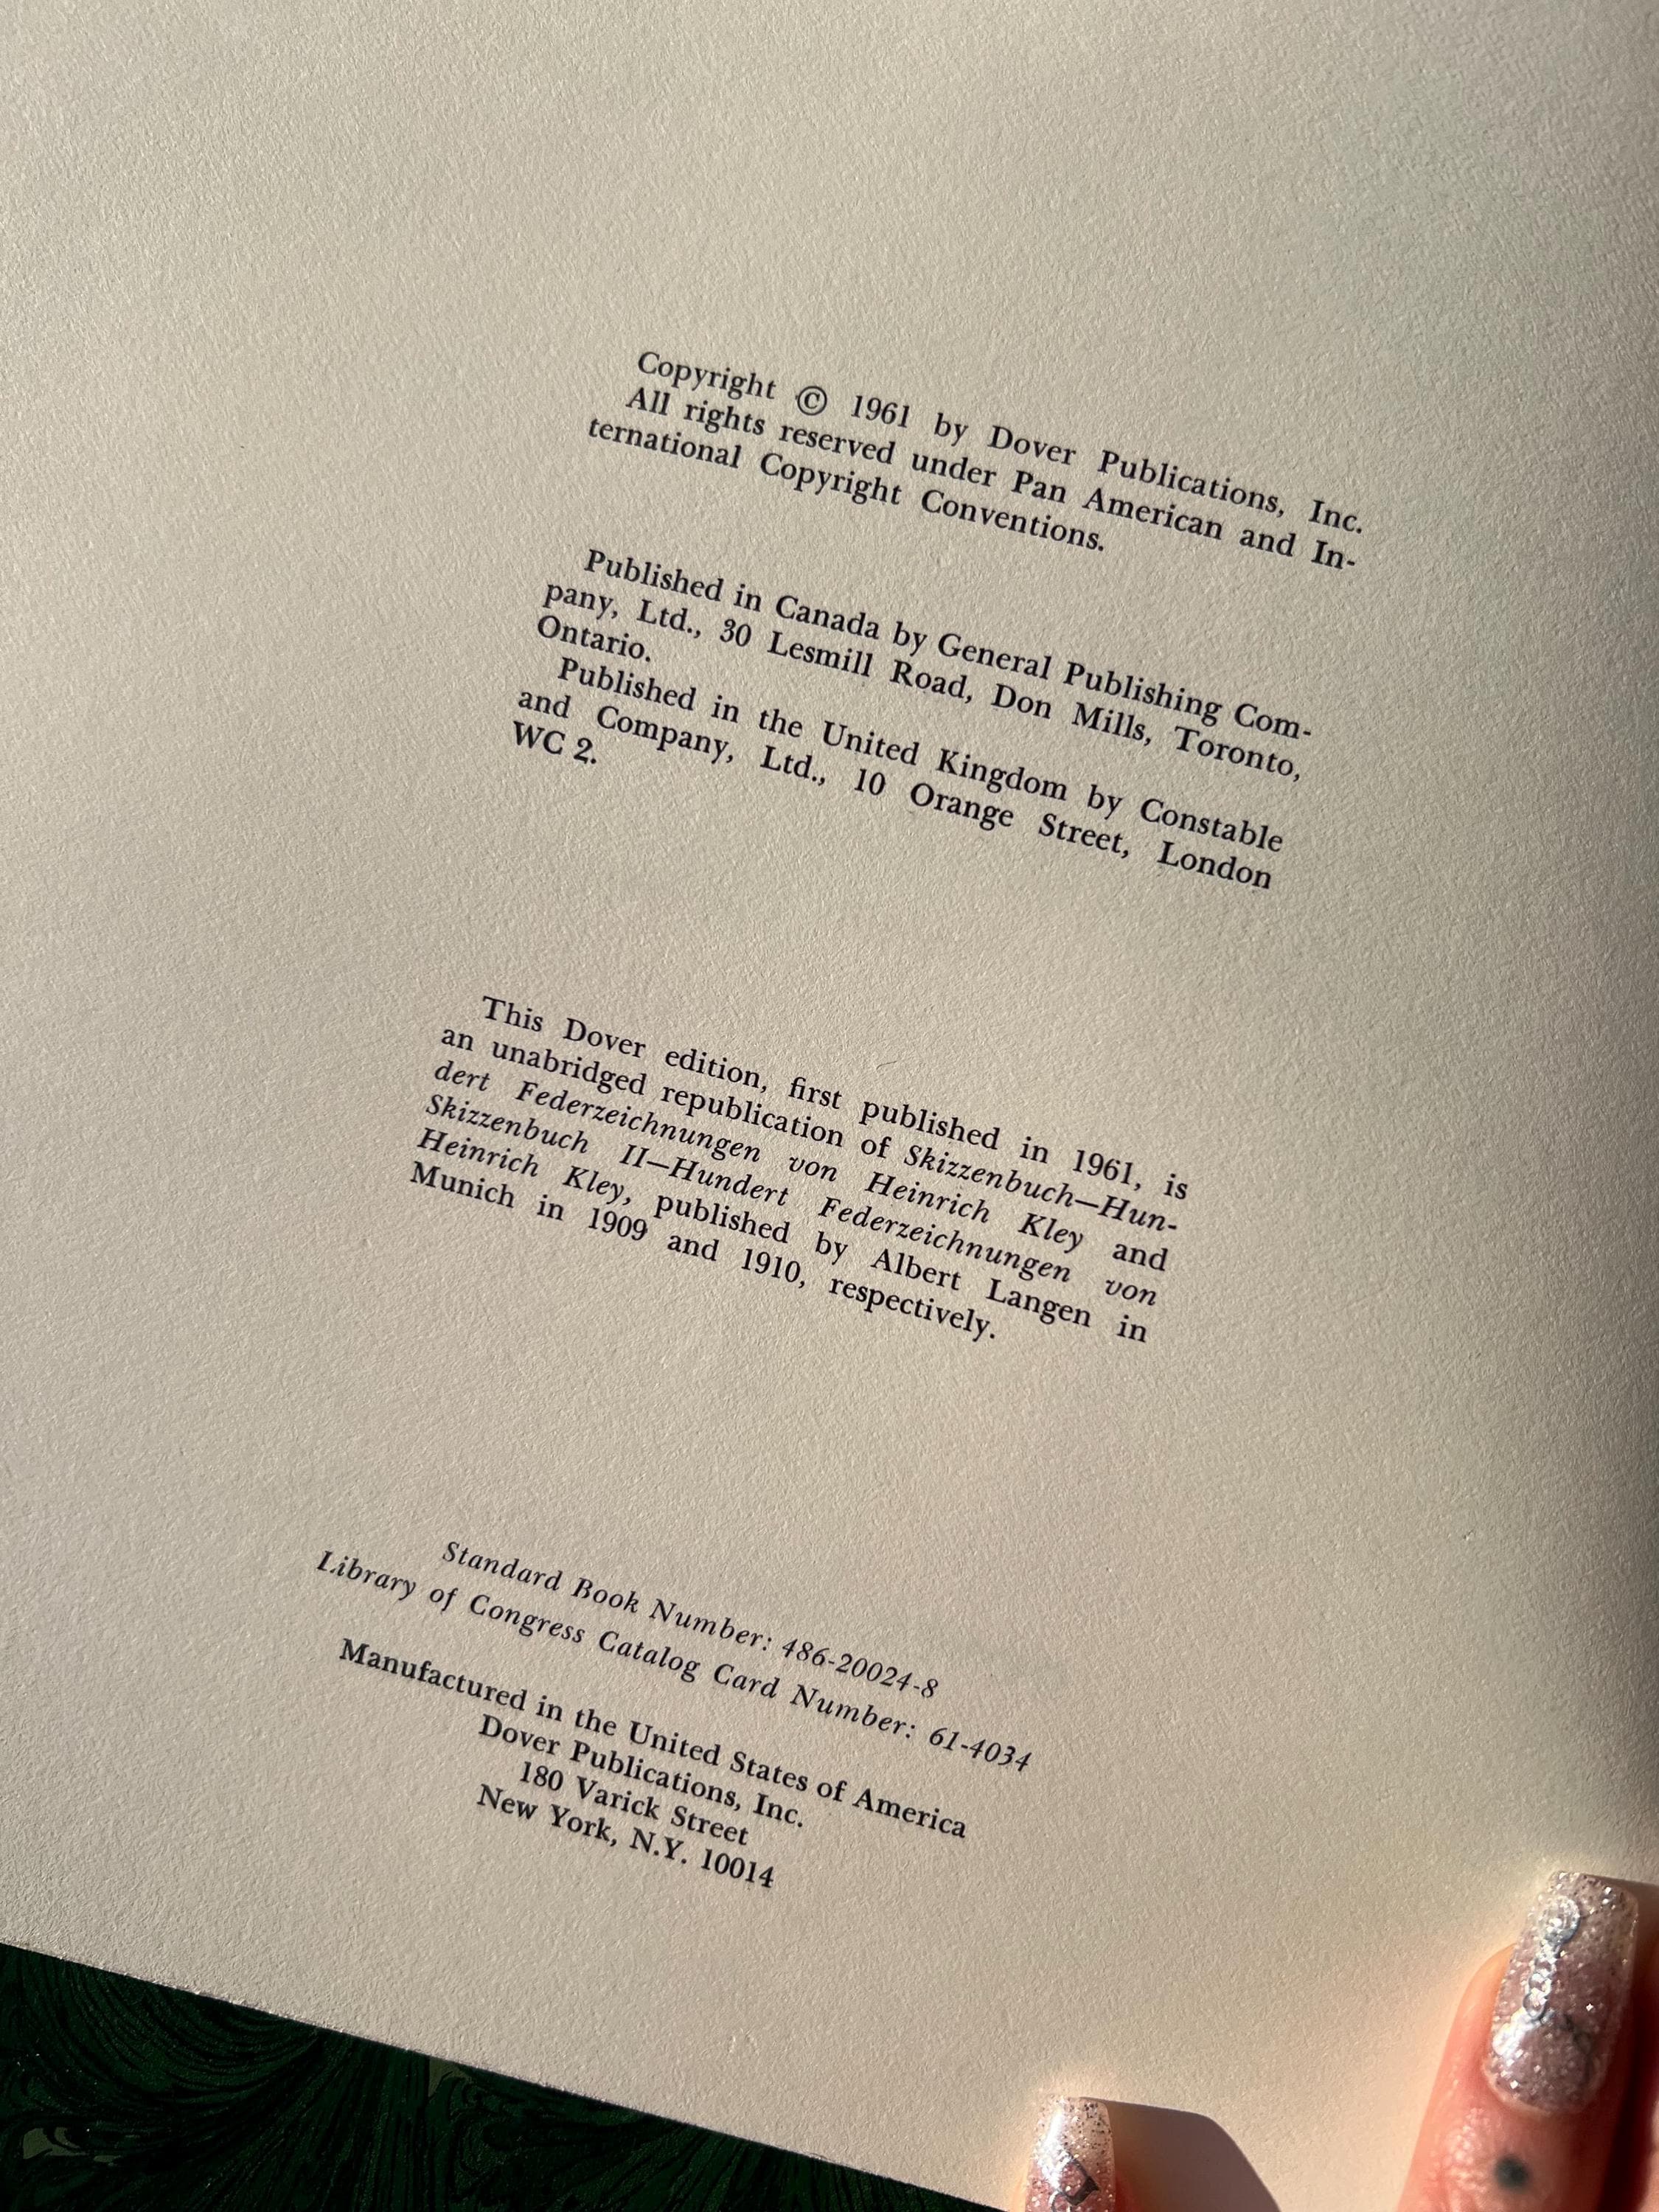 Copyright © 1961 by Dover Publications, Inc.
All rights reserved under Pan American and In-
ternational Copyright Conventions.
Published in Canada by General Publishing Com-
pany, Ltd., 30 Lesmill Road, Don Mills, Toronto,
Ontario.
Published in the United Kingdom by Constable
and Company, Ltd., 10 Orange Street, London
WC 2.
This Dover edition, first published in 1961, is
an unabridged republication of Skizzenbuch—Hun-
dert Federzeichnungen von Heinrich Kley and
Skizzenbuch II—Hundert Federzeichnungen von
Heinrich Kley, published by Albert Langen in
Munich in 1909 and 1910, respectively.
Standard Book Number: 486-20024-8
Library of Congress Catalog Card Number: 61-4034
Manufactured in the United States of America
Dover Publications, Inc.
180 Varick Street
New York, N.Y. 10014